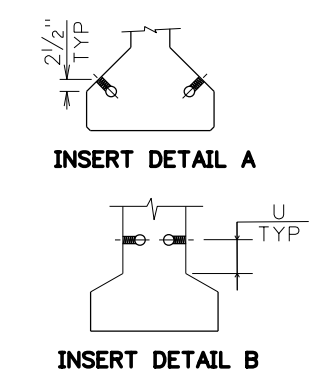 2½"
TYP
INSERT DETAIL A
U
TYP
INSERT DETAIL B